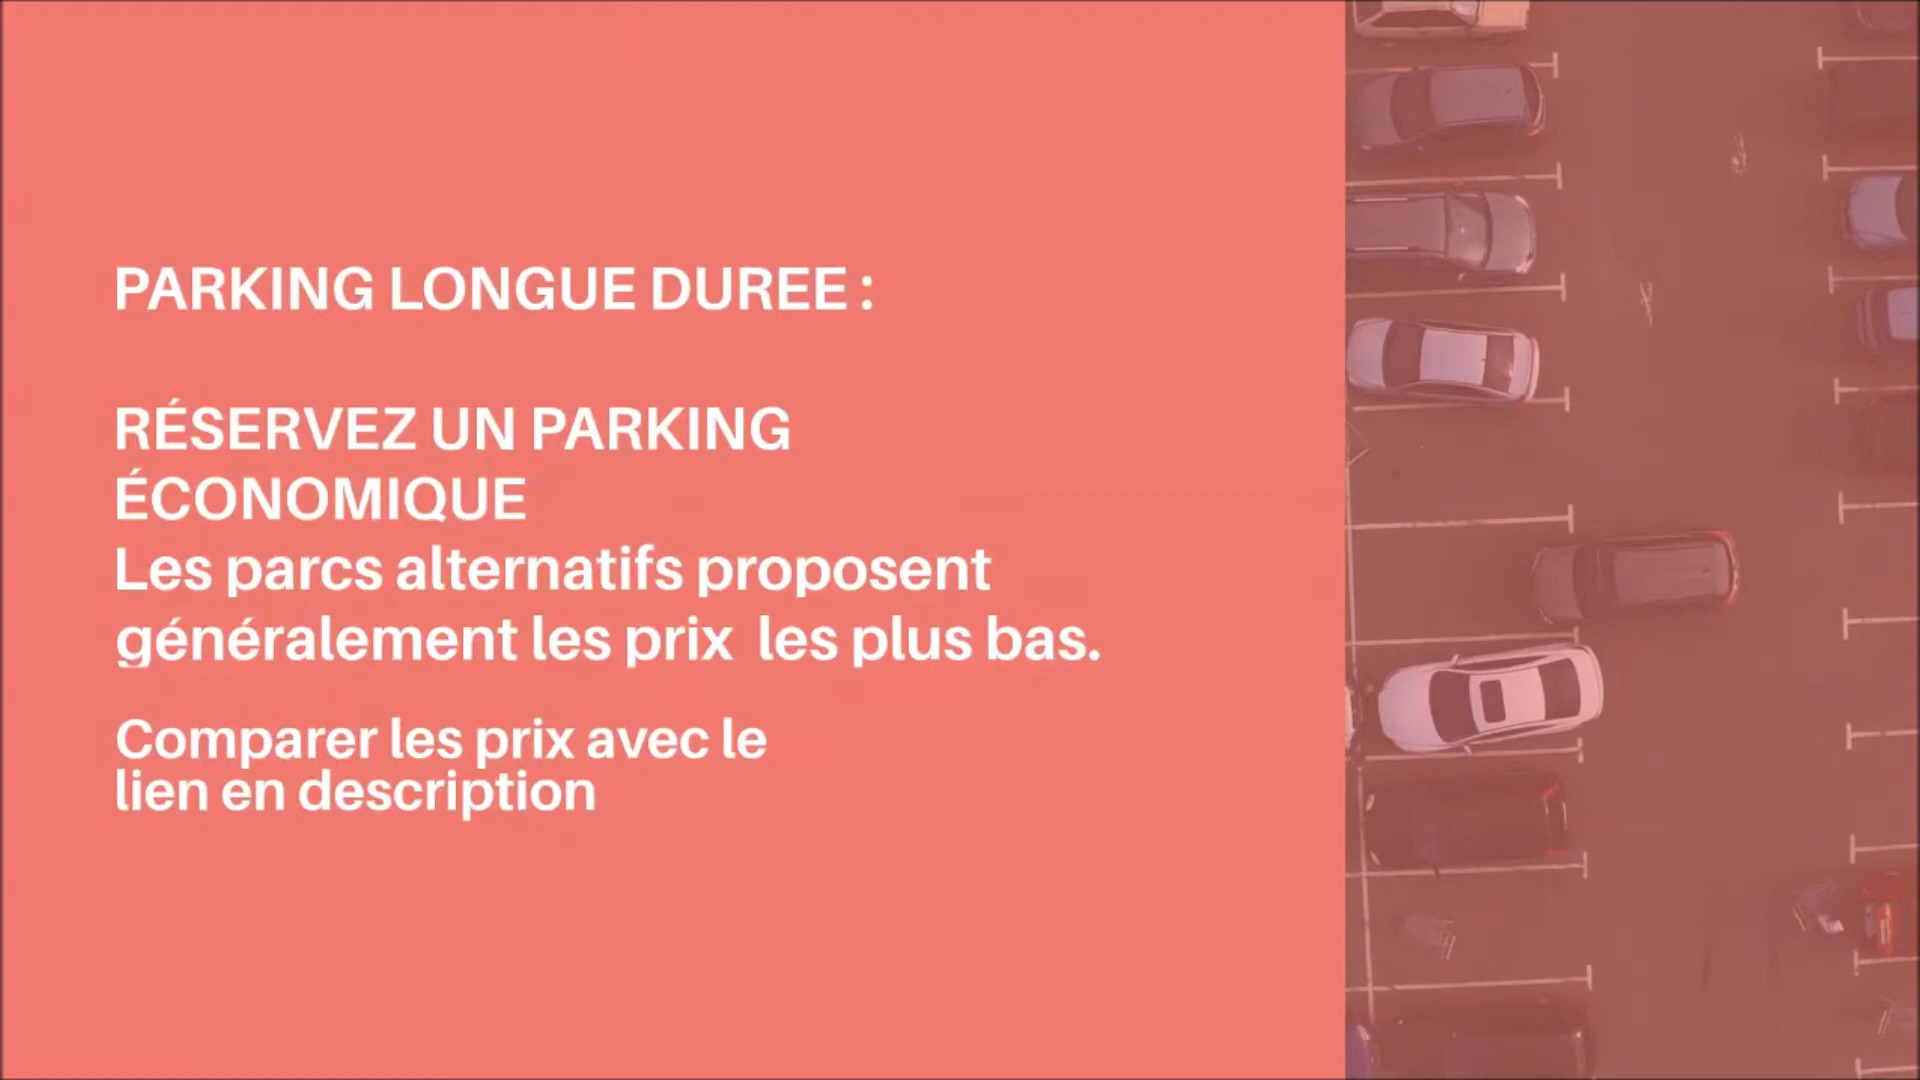 PARKING LONGUE DUREE :
RÉSERVEZ UN PARKING
ÉCONOMIQUE
Les parcs alternatifs proposent
généralement les prix  les plus bas.
Comparer les prix avec le
lien en description